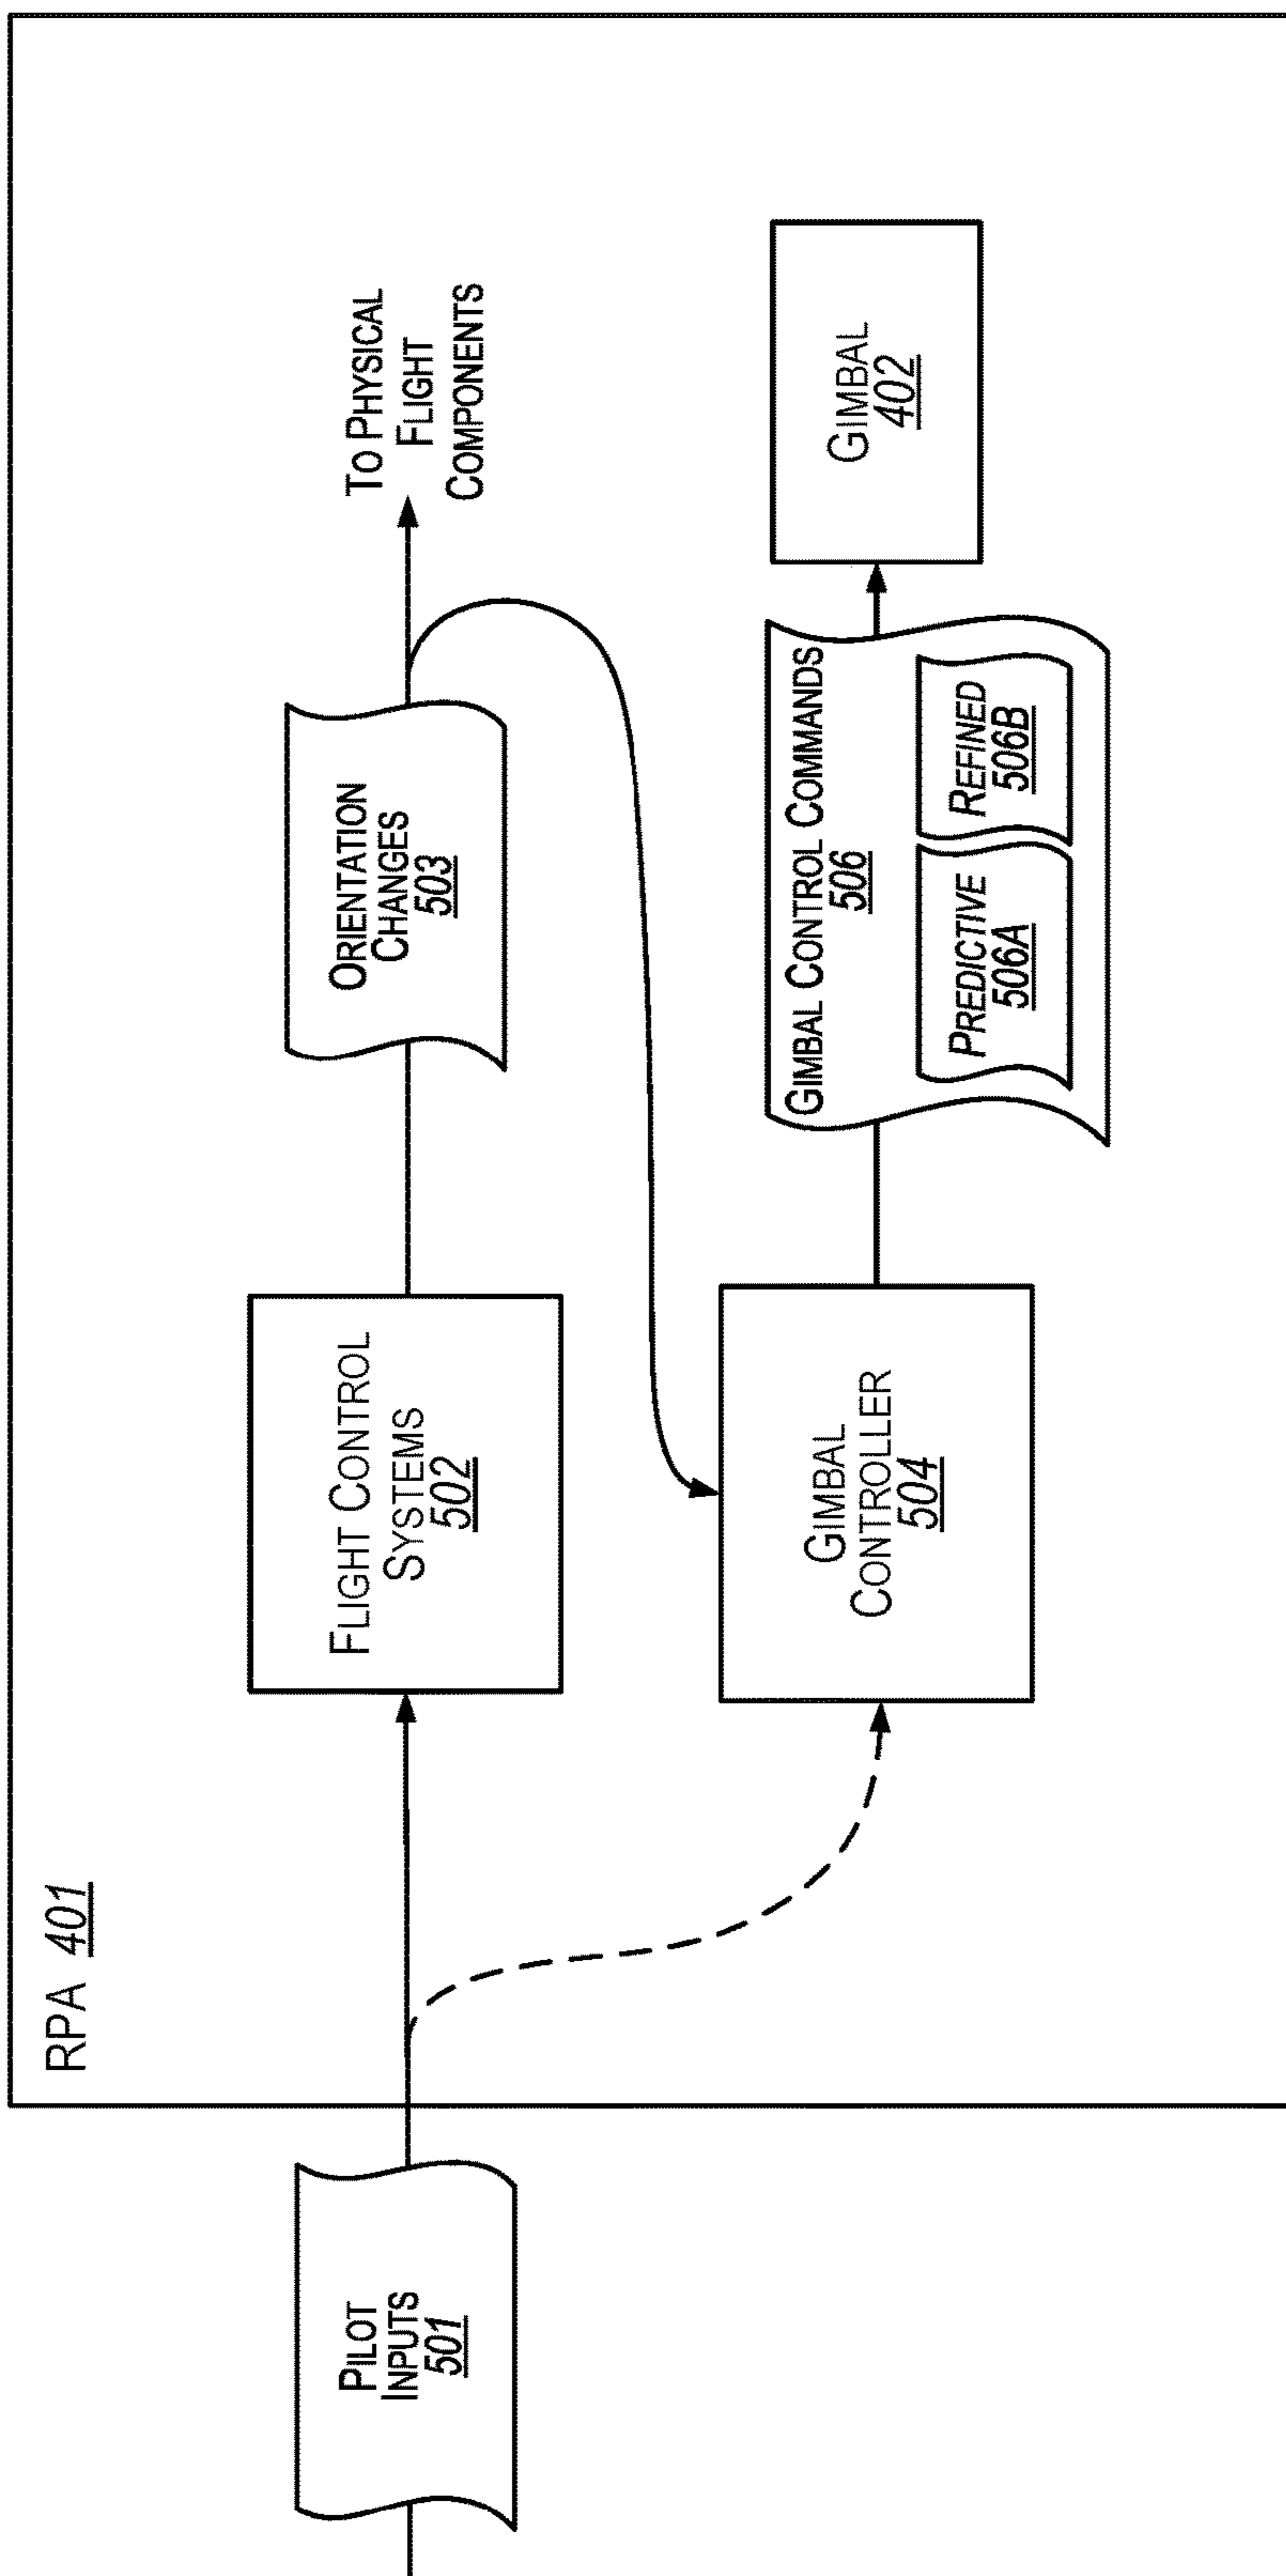 RPA 401
PILOT
INPUTS
501
FLIGHT CONTROL
SYSTEMS
502
ORIENTATION
CHANGES
503
TO PHYSICAL
FLIGHT
COMPONENTS
GIMBAL
CONTROLLER
504
GIMBAL CONTROL COMMANDS
506
PREDICTIVE
506A
REFINED
506B
GIMBAL
402